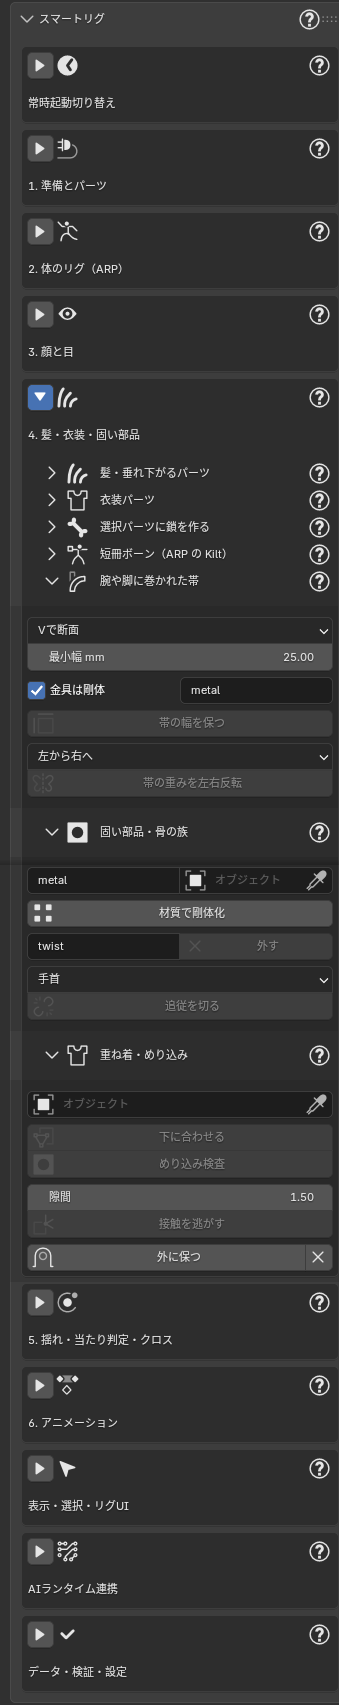 スマートリグ
常時起動切り替え
1. 準備とパーツ
2. 体のリグ（ARP）
3. 顔と目
4. 髪・衣装・固い部品
髪・垂れ下がるパーツ
衣装パーツ
選択パーツに鎖を作る
短冊ボーン（ARP の Kilt）
腕や脚に巻かれた帯
Vで断面
最小幅 mm 25.00
金具は剛体 metal
帯の幅を保つ
左から右へ
帯の重みを左右反転
固い部品・骨の族
metal オブジェクト
材質で剛体化
twist 外す
手首
追従を切る
重ね着・めり込み
オブジェクト
下に合わせる
めり込み検査
隙間 1.50
接触を逃がす
外に保つ
5. 揺れ・当たり判定・クロス
6. アニメーション
表示・選択・リグUI
AIランタイム連携
データ・検証・設定